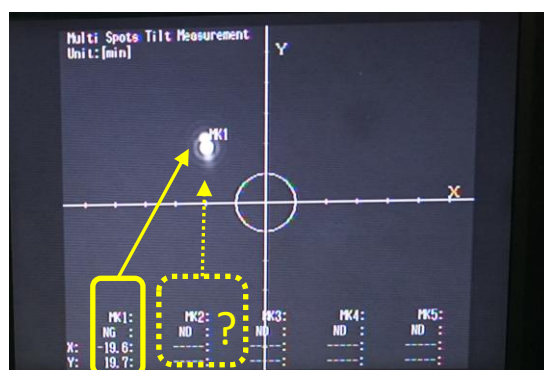 Multi Spots Tilt Measurement
Unit:[min]
Y
MK1
X
MK1: MK2: MK3: MK4: MK5:
NG : ND : ND : ND : ND :
X: -19.6: ----: ----: ----: ----:
Y: 19.7: ----: ----: ----: ----:
?